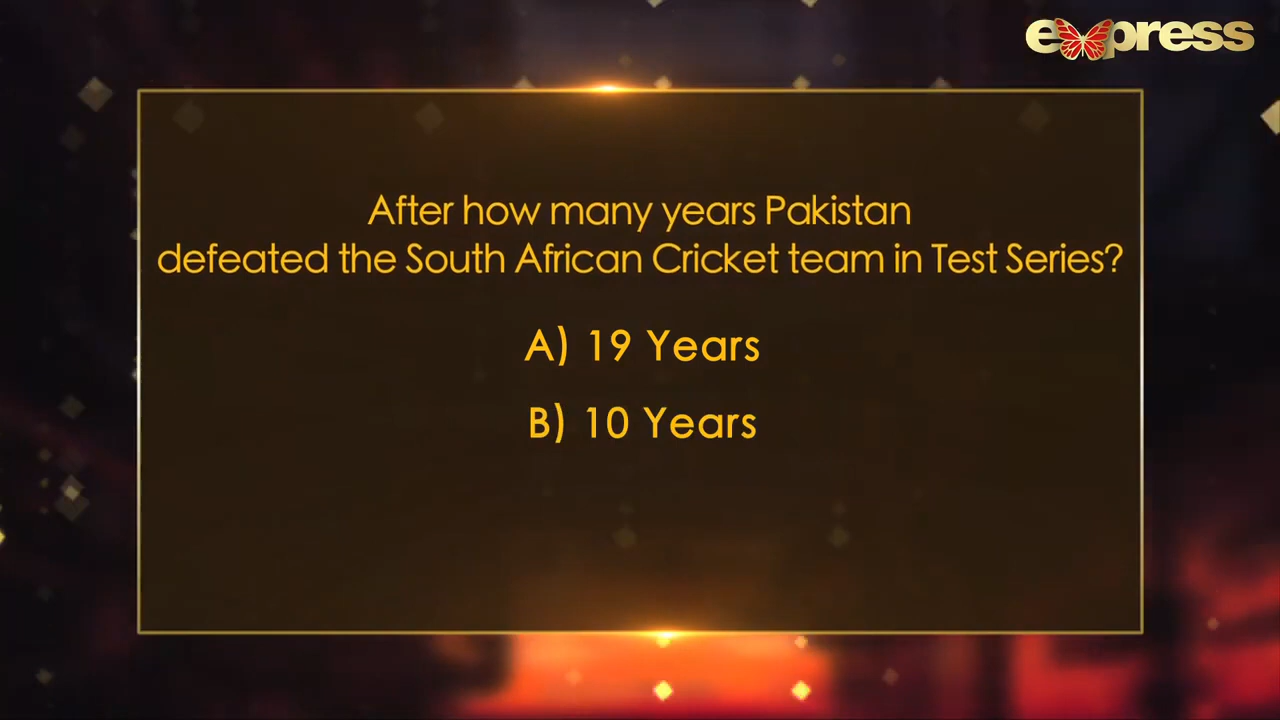 express
After how many years Pakistan
defeated the South African Cricket team in Test Series?
A) 19 Years
B) 10 Years